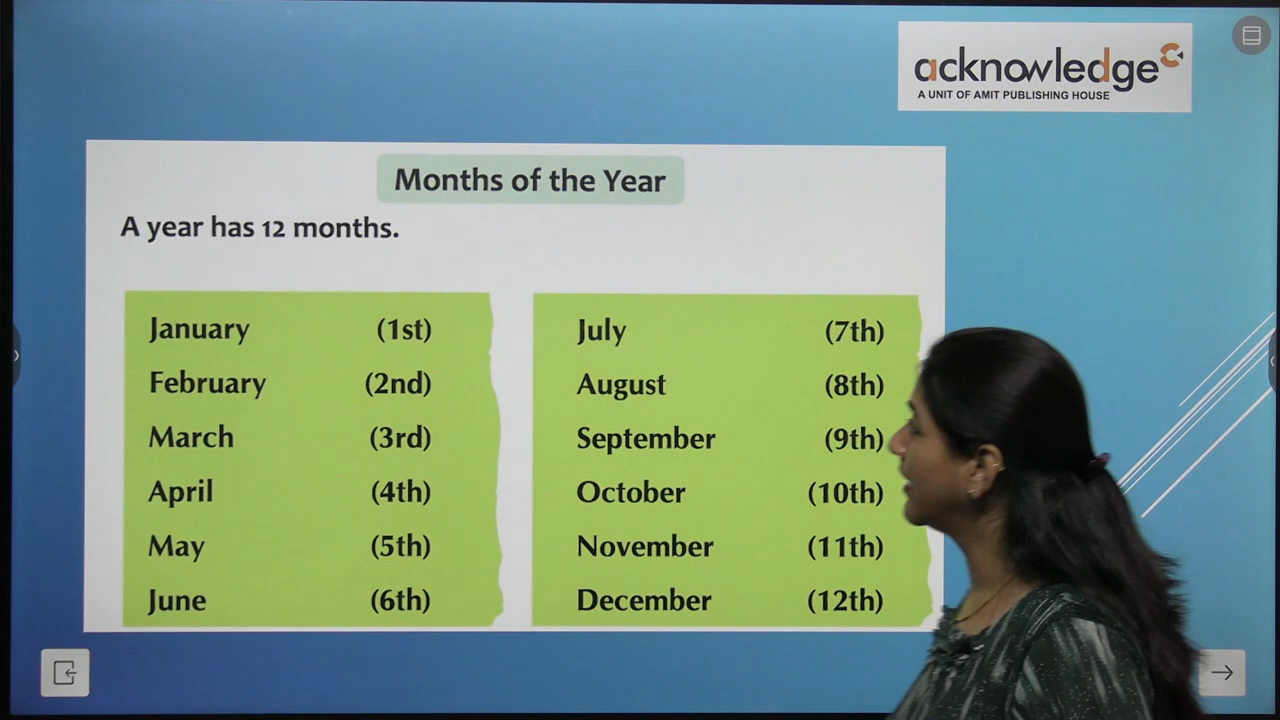 acknowledge
A UNIT OF AMIT PUBLISHING HOUSE
Months of the Year
A year has 12 months.
January (1st)
February (2nd)
March (3rd)
April (4th)
May (5th)
June (6th)
July (7th)
August (8th)
September (9th)
October (10th)
November (11th)
December (12th)